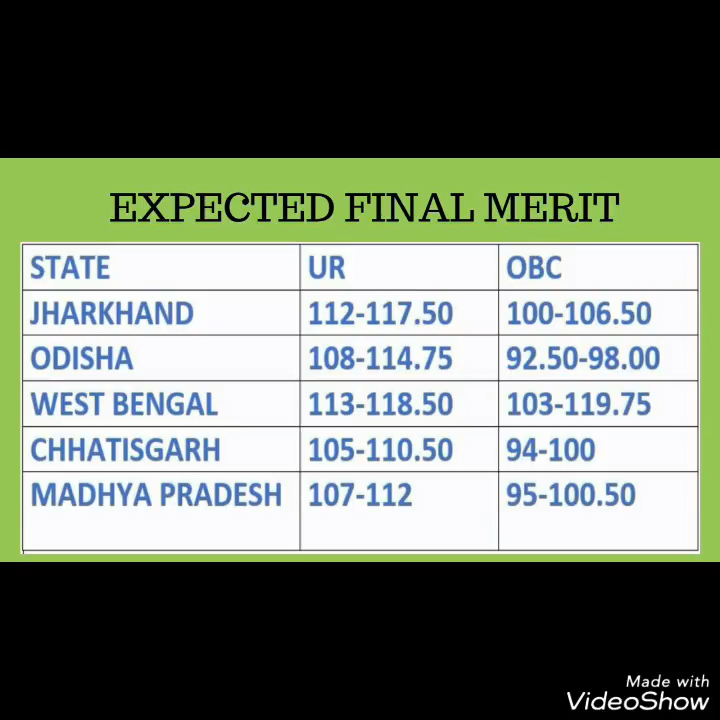 EXPECTED FINAL MERIT
STATE UR OBC
JHARKHAND 112-117.50 100-106.50
ODISHA 108-114.75 92.50-98.00
WEST BENGAL 113-118.50 103-119.75
CHHATISGARH 105-110.50 94-100
MADHYA PRADESH 107-112 95-100.50
Made with
VideoShow